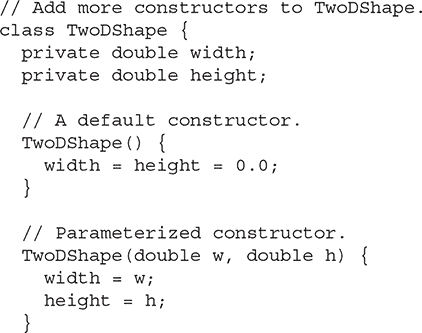 // Add more constructors to TwoDShape.
class TwoDShape {
  private double width;
  private double height;

  // A default constructor.
  TwoDShape() {
    width = height = 0.0;
  }

  // Parameterized constructor.
  TwoDShape(double w, double h) {
    width = w;
    height = h;
  }